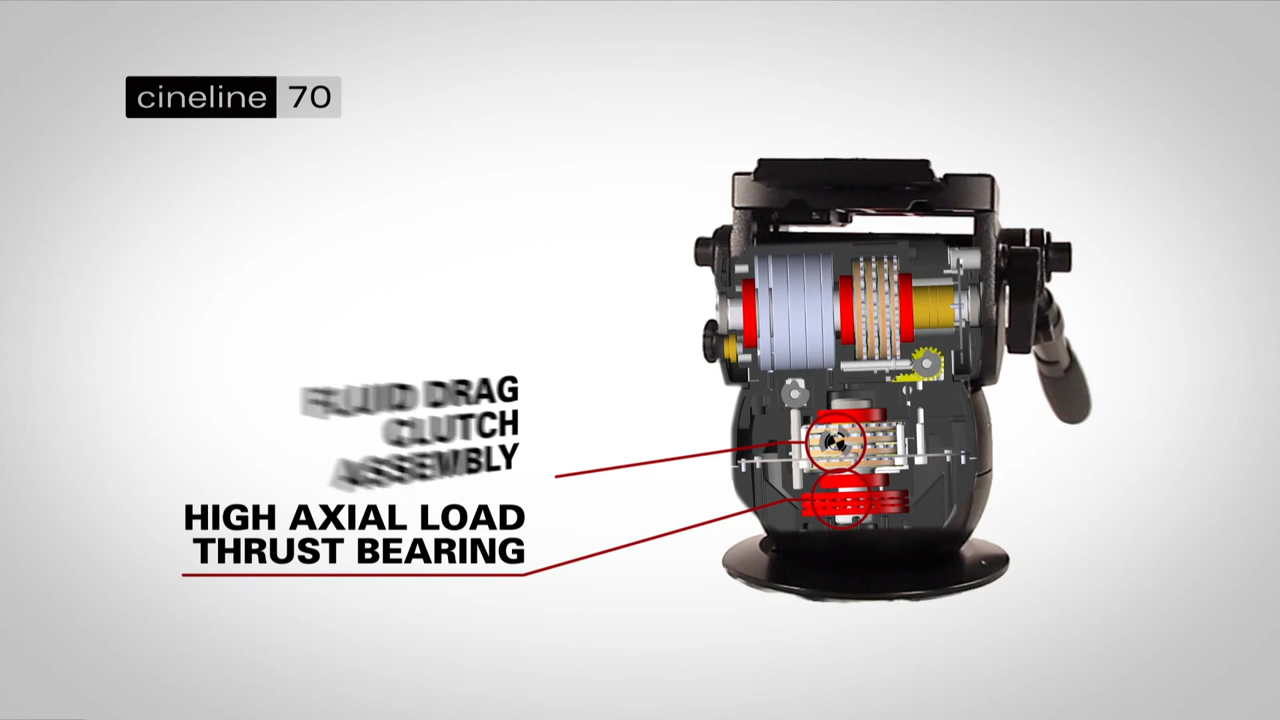 cineline 70
FLUID DRAG
CLUTCH
ASSEMBLY
HIGH AXIAL LOAD
THRUST BEARING